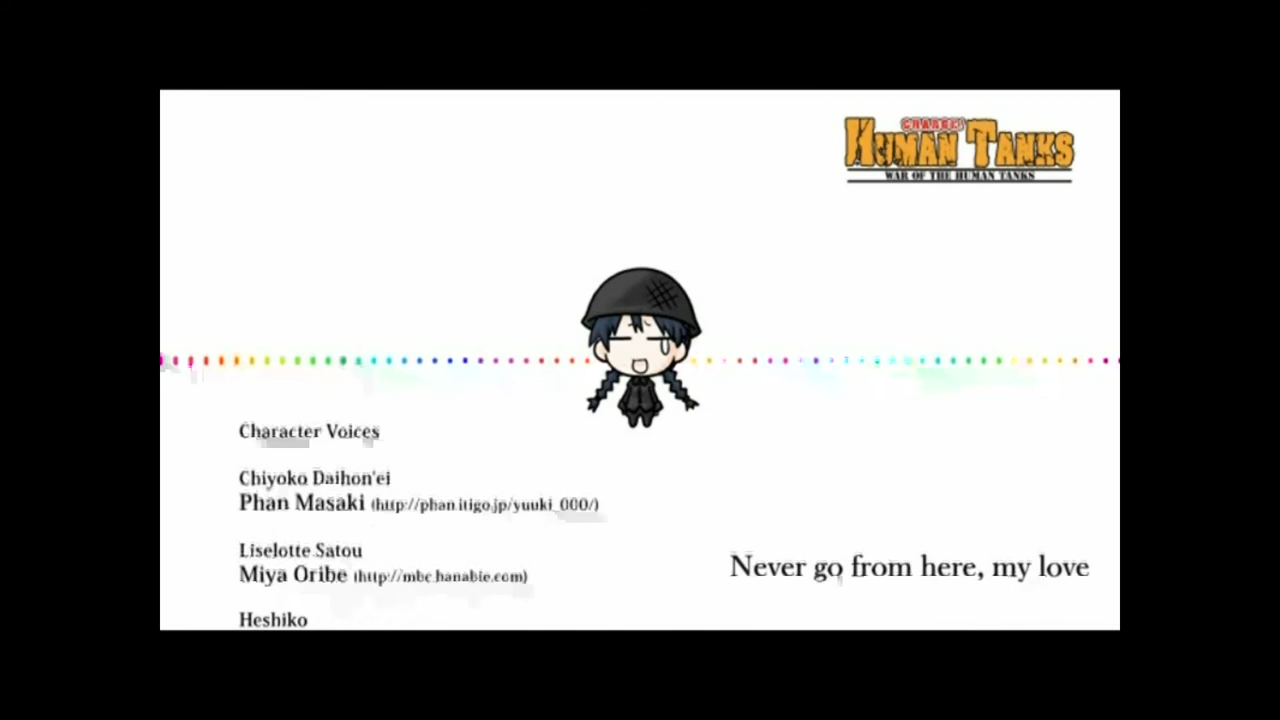 CHARGE!
HUMAN TANKS
WAR OF THE HUMAN TANKS
Character Voices
Chiyoko Daihon'ei
Phan Masaki (http://phan.itigo.jp/yuuki_000/)
Liselotte Satou
Miya Oribe (http://mbc.hanabie.com)
Heshiko
Never go from here, my love